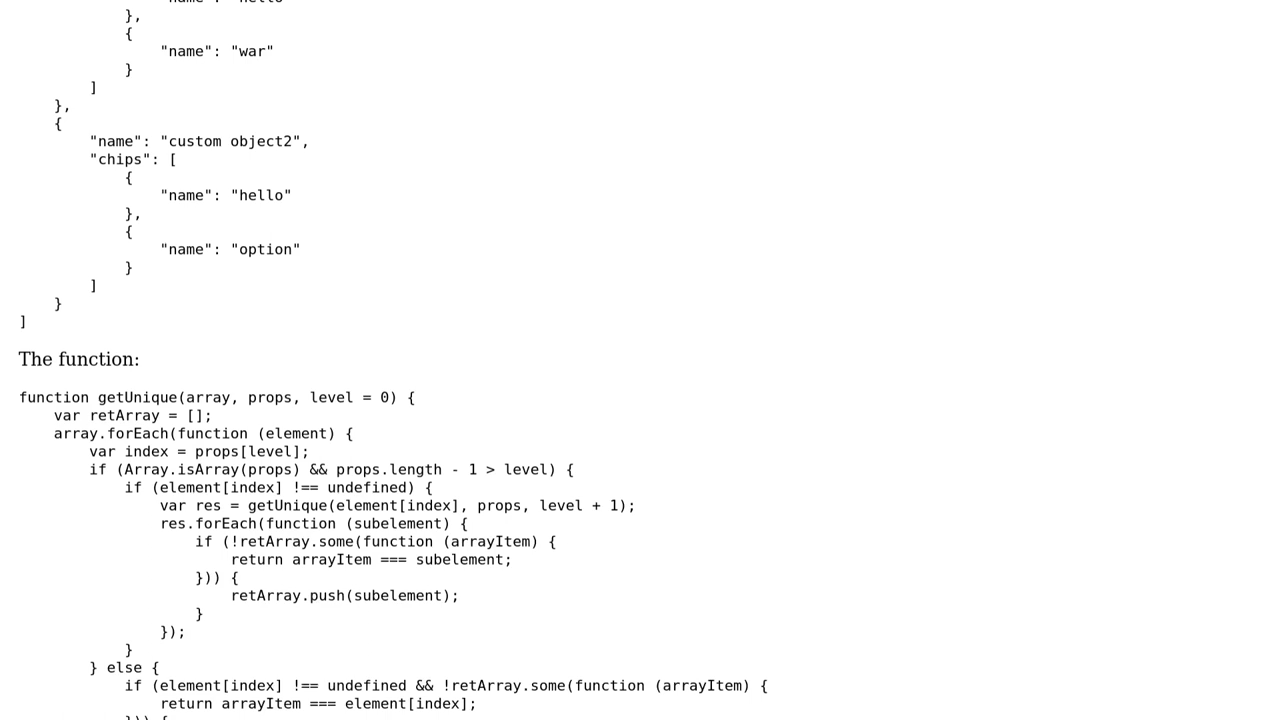 "name": "hello"
            },
            {
                "name": "war"
            }
        ]
    },
    {
        "name": "custom object2",
        "chips": [
            {
                "name": "hello"
            },
            {
                "name": "option"
            }
        ]
    }
]
The function:
function getUnique(array, props, level = 0) {
    var retArray = [];
    array.forEach(function (element) {
        var index = props[level];
        if (Array.isArray(props) && props.length - 1 > level) {
            if (element[index] !== undefined) {
                var res = getUnique(element[index], props, level + 1);
                res.forEach(function (subelement) {
                    if (!retArray.some(function (arrayItem) {
                        return arrayItem === subelement;
                    })) {
                        retArray.push(subelement);
                    }
                });
            }
        } else {
            if (element[index] !== undefined && !retArray.some(function (arrayItem) {
                return arrayItem === element[index];
            })) {